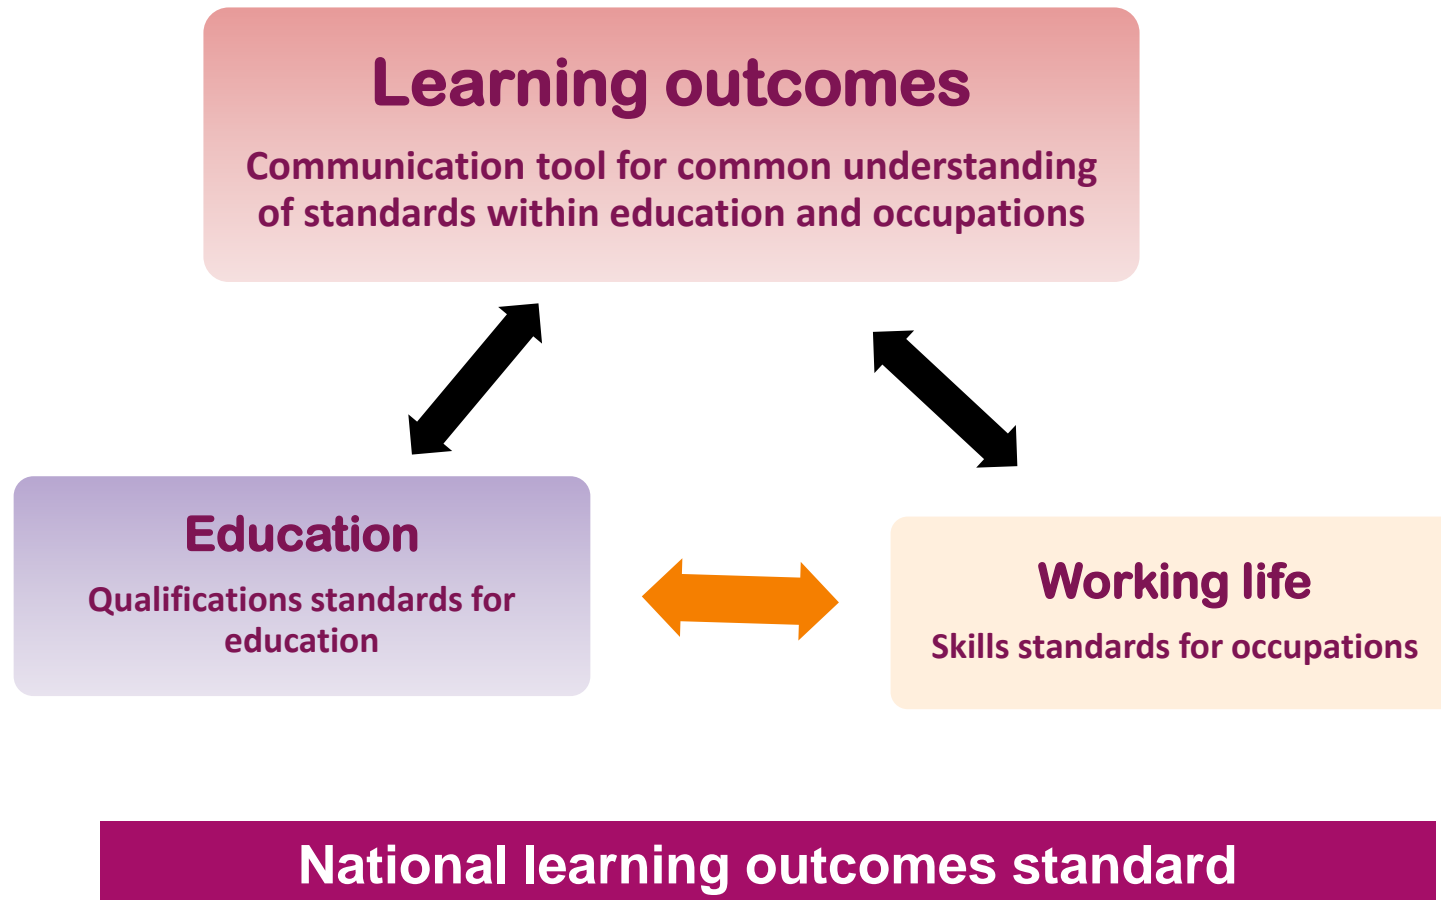 Learning outcomes
Communication tool for common understanding
of standards within education and occupations
Education
Qualifications standards for
education
Working life
Skills standards for occupations
National learning outcomes standard